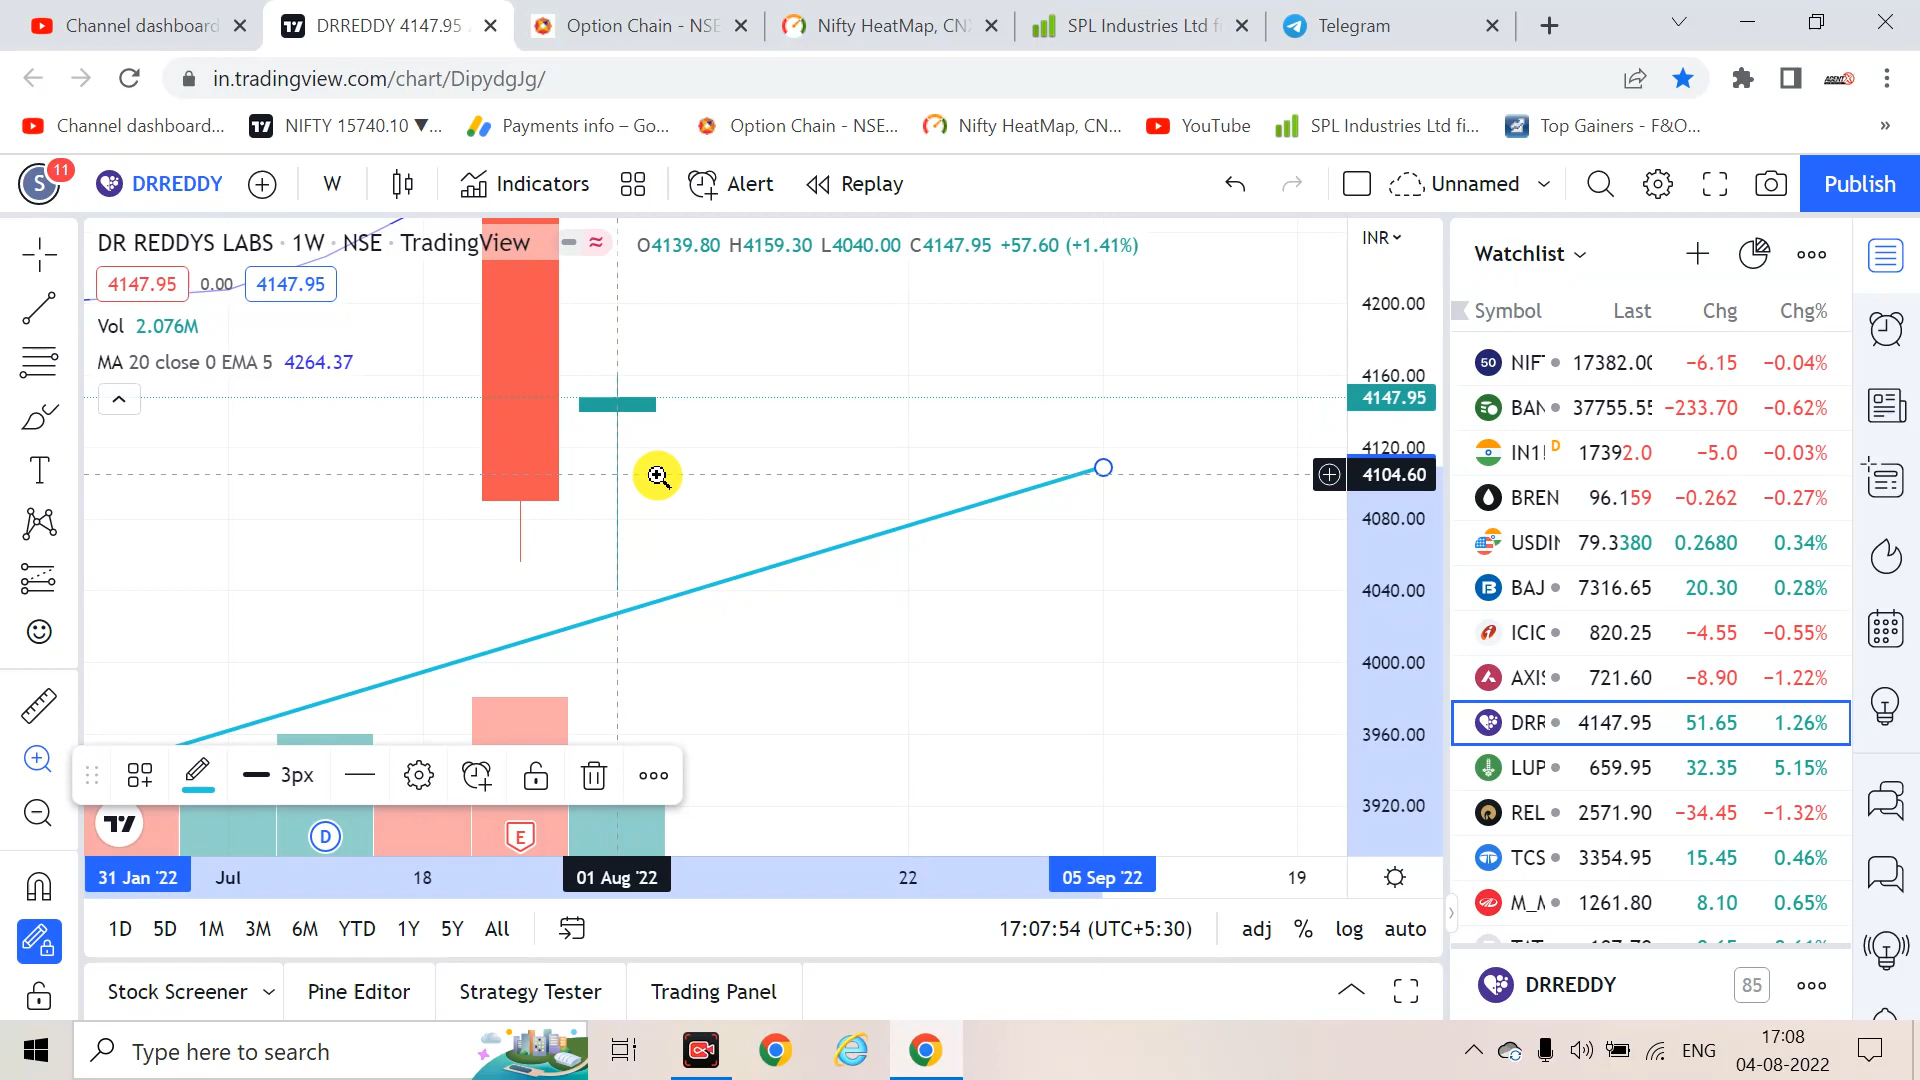 Channel dashboard
DRREDDY 4147.95
Option Chain - NSE
Nifty HeatMap, CN
SPL Industries Ltd fi
Telegram
in.tradingview.com/chart/DipydgJg/
Channel dashboard...
NIFTY 15740.10 ▼...
Payments info – Go...
Option Chain - NSE...
Nifty HeatMap, CN...
YouTube
SPL Industries Ltd fi...
Top Gainers - F&O...
»
S 11
DRREDDY
W
Indicators
Alert
Replay
Unnamed
Publish
DR REDDYS LABS · 1W · NSE · TradingView
O4139.80 H4159.30 L4040.00 C4147.95 +57.60 (+1.41%)
INR
4147.95 0.00 4147.95
Vol 2.076M
MA 20 close 0 EMA 5 4264.37
4200.00
4160.00
4147.95
4120.00
4104.60
4080.00
4040.00
4000.00
3960.00
3920.00
3px
D
E
31 Jan '22
Jul
18
01 Aug '22
22
05 Sep '22
19
1D 5D 1M 3M 6M YTD 1Y 5Y All
17:07:54 (UTC+5:30)
adj % log auto
Stock Screener
Pine Editor
Strategy Tester
Trading Panel
Watchlist
Symbol Last Chg Chg%
50 NIF 17382.00 −6.15 −0.04%
BAN 37755.55 −233.70 −0.62%
IN1! D 17392.0 −5.0 −0.03%
BREN 96.159 −0.262 −0.27%
USDIN 79.3380 0.2680 0.34%
BAJ 7316.65 20.30 0.28%
ICIC 820.25 −4.55 −0.55%
AXIS 721.60 −8.90 −1.22%
DRR 4147.95 51.65 1.26%
LUP 659.95 32.35 5.15%
REL 2571.90 −34.45 −1.32%
TCS 3354.95 15.45 0.46%
M_M 1261.80 8.10 0.65%
DRREDDY 85
Type here to search
ENG
17:08
04-08-2022